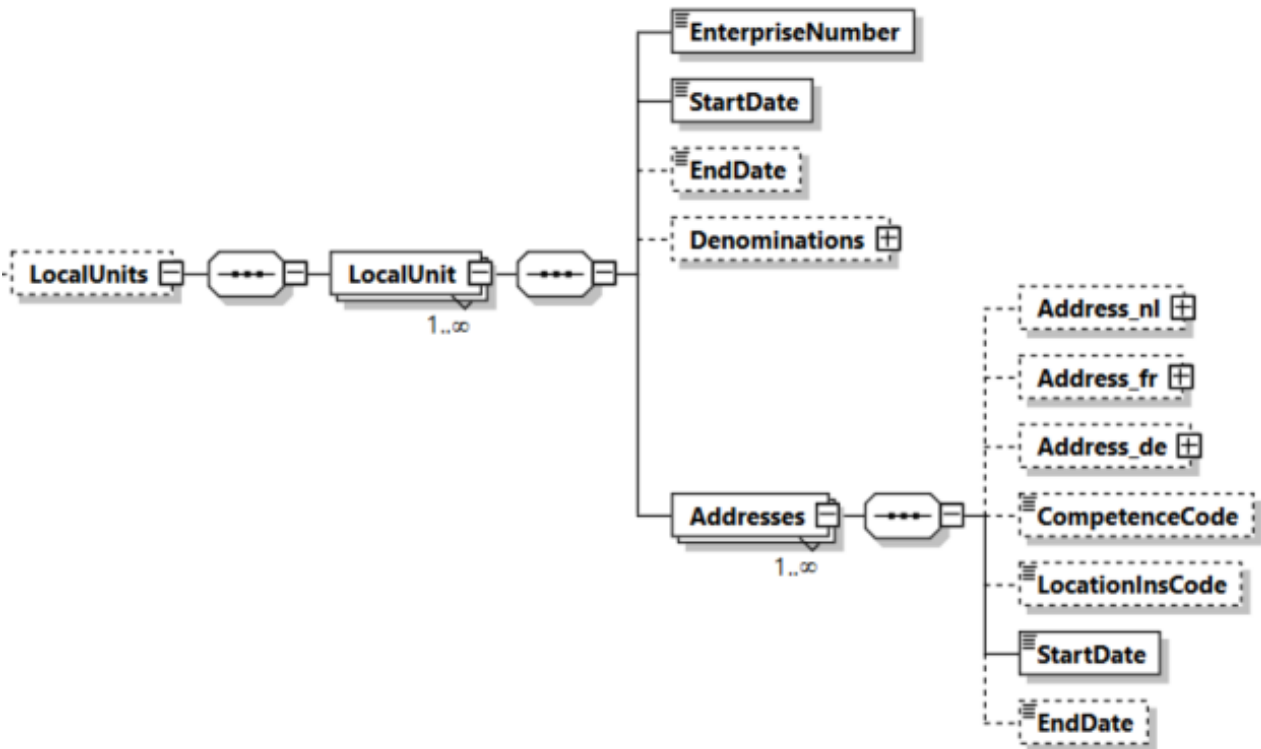 EnterpriseNumber
StartDate
EndDate
Denominations
LocalUnits
LocalUnit
1..∞
Address_nl
Address_fr
Address_de
Addresses
1..∞
CompetenceCode
LocationInsCode
StartDate
EndDate